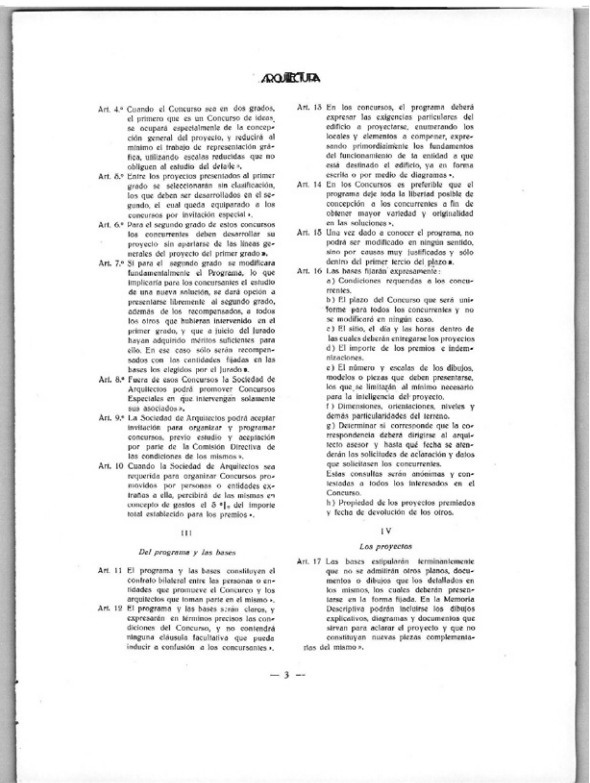 ARQUITECTURA
Art. 4.º Cuando el Concurso sea en dos grados,
el primero que es un Concurso de ideas,
se ocupará especialmente de la concep-
ción general del proyecto, y reducirá al
mínimo el trabajo de representación grá-
fica, utilizando escalas reducidas que no
obliguen al estudio del detalle ».
Art. 5.º Entre los proyectos presentados al primer
grado se seleccionarán sin clasificación,
los que deben ser desarrollados en el se-
gundo, el cual queda equiparado a los
concursos por invitación especial ».
Art. 6.º Para el segundo grado de estos concursos
los concurrentes deben desarrollar su
proyecto sin apartarse de las líneas ge-
nerales del proyecto del primer grado ».
Art. 7.º Si para el segundo grado se modificara
fundamentalmente el Programa, lo que
implicaría para los concursantes el estudio
de una nueva solución, se dará opción a
presentarse libremente al segundo grado,
además de los recompensados, a todos
los otros que hubieran intervenido en el
primer grado, y que a juicio del Jurado
hayan adquirido méritos suficientes para
ello. En ese caso sólo serán recompen-
sados con las cantidades fijadas en las
bases los elegidos por el Jurado ».
Art. 8.º Fuera de esos Concursos la Sociedad de
Arquitectos podrá promover Concursos
Especiales en que intervengan solamente
sus asociados ».
Art. 9.º La Sociedad de Arquitectos podrá aceptar
invitación para organizar y programar
concursos, previo estudio y aceptación
por parte de la Comisión Directiva de
las condiciones de los mismos ».
Art. 10 Cuando la Sociedad de Arquitectos sea
requerida para organizar Concursos pro-
movidos por personas o entidades ex-
trañas a ella, percibirá de las mismas en
concepto de gastos el 5 º|₀ del importe
total establecido para los premios ».
III
Del programa y las bases
Art. 11 El programa y las bases constituyen el
contrato bilateral entre las personas o en-
tidades que promueve el Concurco y los
arquitectos que toman parte en el mismo ».
Art. 12 El programa y las bases serán claros, y
expresarán en términos precisos las con-
diciones del Concurso, y no contendrá
ninguna cláusula facultativa que pueda
inducir a confusión a los concursantes ».
Art. 13 En los concursos, el programa deberá
expresar las exigencias particulares del
edificio a proyectarse, enumerando los
locales y elementos a componer, expre-
sando primordialmente los fundamentos
del funcionamiento de la entidad a que
está destinado el edificio, ya en forma
escrita o por medio de diagramas ».
Art. 14 En los Concursos es preferible que el
programa deje toda la libertad posible de
concepción a los concurrentes a fin de
obtener mayor variedad y originalidad
en las soluciones ».
Art. 15 Una vez dado a conocer el programa, no
podrá ser modificado en ningún sentido,
sino por causas muy justificadas y sólo
dentro del primer tercio del plazo ».
Art. 16 Las bases fijarán expresamente :
a ) Condiciones requeridas a los concu-
rrentes.
b ) El plazo del Concurso que será uni-
forme para todos los concurrentes y no
se modificará en ningún caso.
c ) El sitio, el día y las horas dentro de
las cuales deberán entregarse los proyectos
d ) El importe de los premios e indem-
nizaciones.
e ) El número y escalas de los dibujos,
modelos o piezas que deben presentarse,
los que se limitarán al mínimo necesario
para la inteligencia del proyecto.
f ) Dimensiones, orientaciones, niveles y
demás particularidades del terreno.
g ) Determinar si corresponde que la co-
rrespondencia deberá dirigirse al arqui-
tecto asesor y hasta qué fecha se aten-
derán las solicitudes de aclaración y datos
que solicitasen los concurrentes.
Estas consultas serán anónimas y con-
testadas a todos los interesados en el
Concurso.
h ) Propiedad de los proyectos premiados
y fecha de devolución de los otros.
IV
Los proyectos
Art. 17 Las bases estipularán terminantemente
que no se admitirán otros planos, docu-
mentos o dibujos que los detallados en
los mismos, los cuales deberán presen-
tarse en la forma fijada. En la Memoria
Descriptiva podrán incluirse los dibujos
explicativos, diagramas y documentos que
sirvan para aclarar el proyecto y que no
constituyan nuevas piezas complementa-
rias del mismo ».
— 3 —